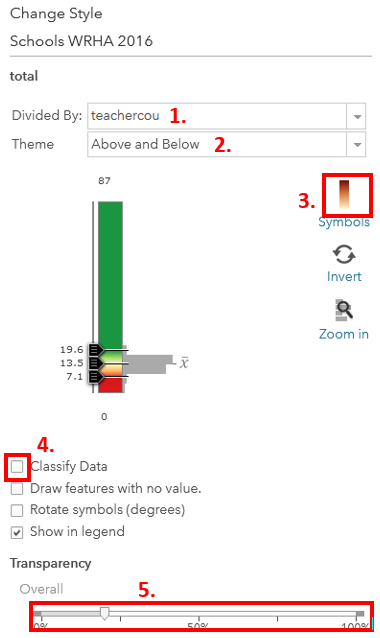 Change Style
Schools WRHA 2016
total
Divided By: teachercou 1.
Theme Above and Below 2.
87
3.
Symbols
Invert
Zoom in
19.6
13.5
7.1
x̄
0
4.
Classify Data
Draw features with no value.
Rotate symbols (degrees)
Show in legend
Transparency
Overall
5.
0% 50% 100%